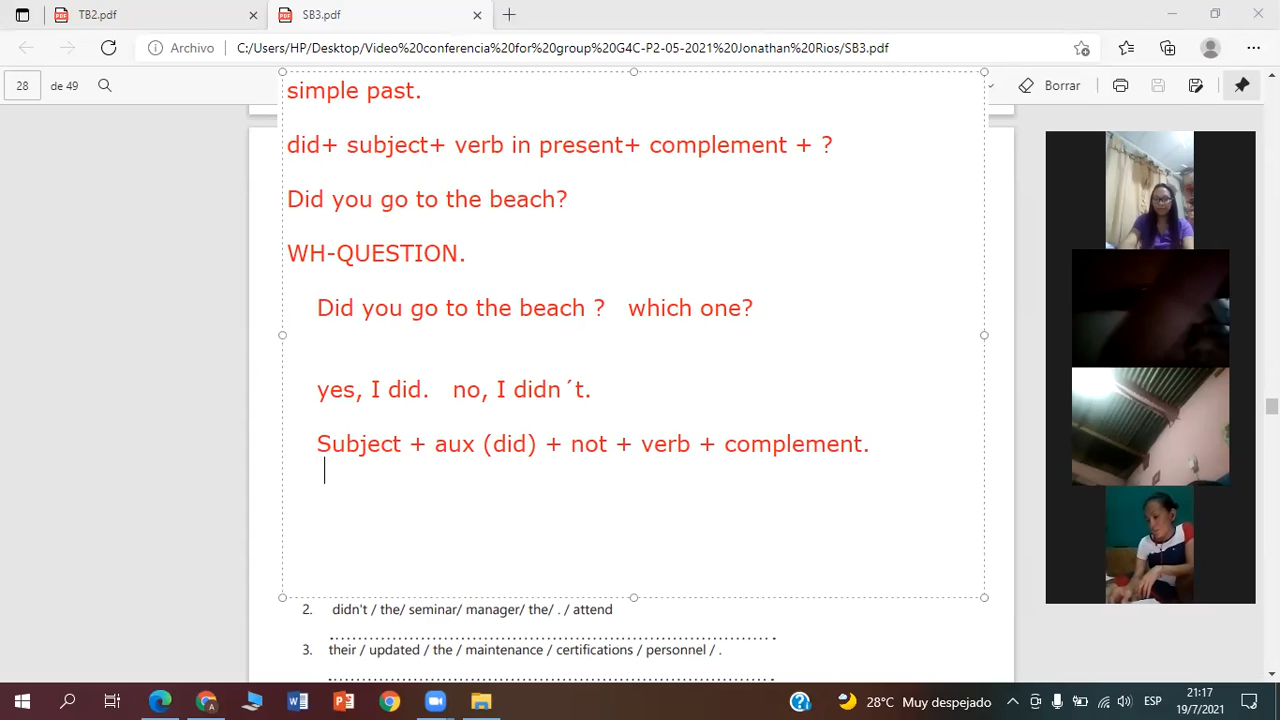 TB2.pdf
SB3.pdf
Archivo
C:/Users/HP/Desktop/Video%20conferencia%20for%20group%20G4C-P2-05-2021%20Jonathan%20Rios/SB3.pdf
28 de 49
Borrar
simple past.
did+ subject+ verb in present+ complement + ?
Did you go to the beach?
WH-QUESTION.
Did you go to the beach ? which one?
yes, I did. no, I didn´t.
Subject + aux (did) + not + verb + complement.
2. didn't / the/ seminar/ manager/ the/ . / attend
3. their / updated / the / maintenance / certifications / personnel / .
28°C Muy despejado
ESP
21:17
19/7/2021